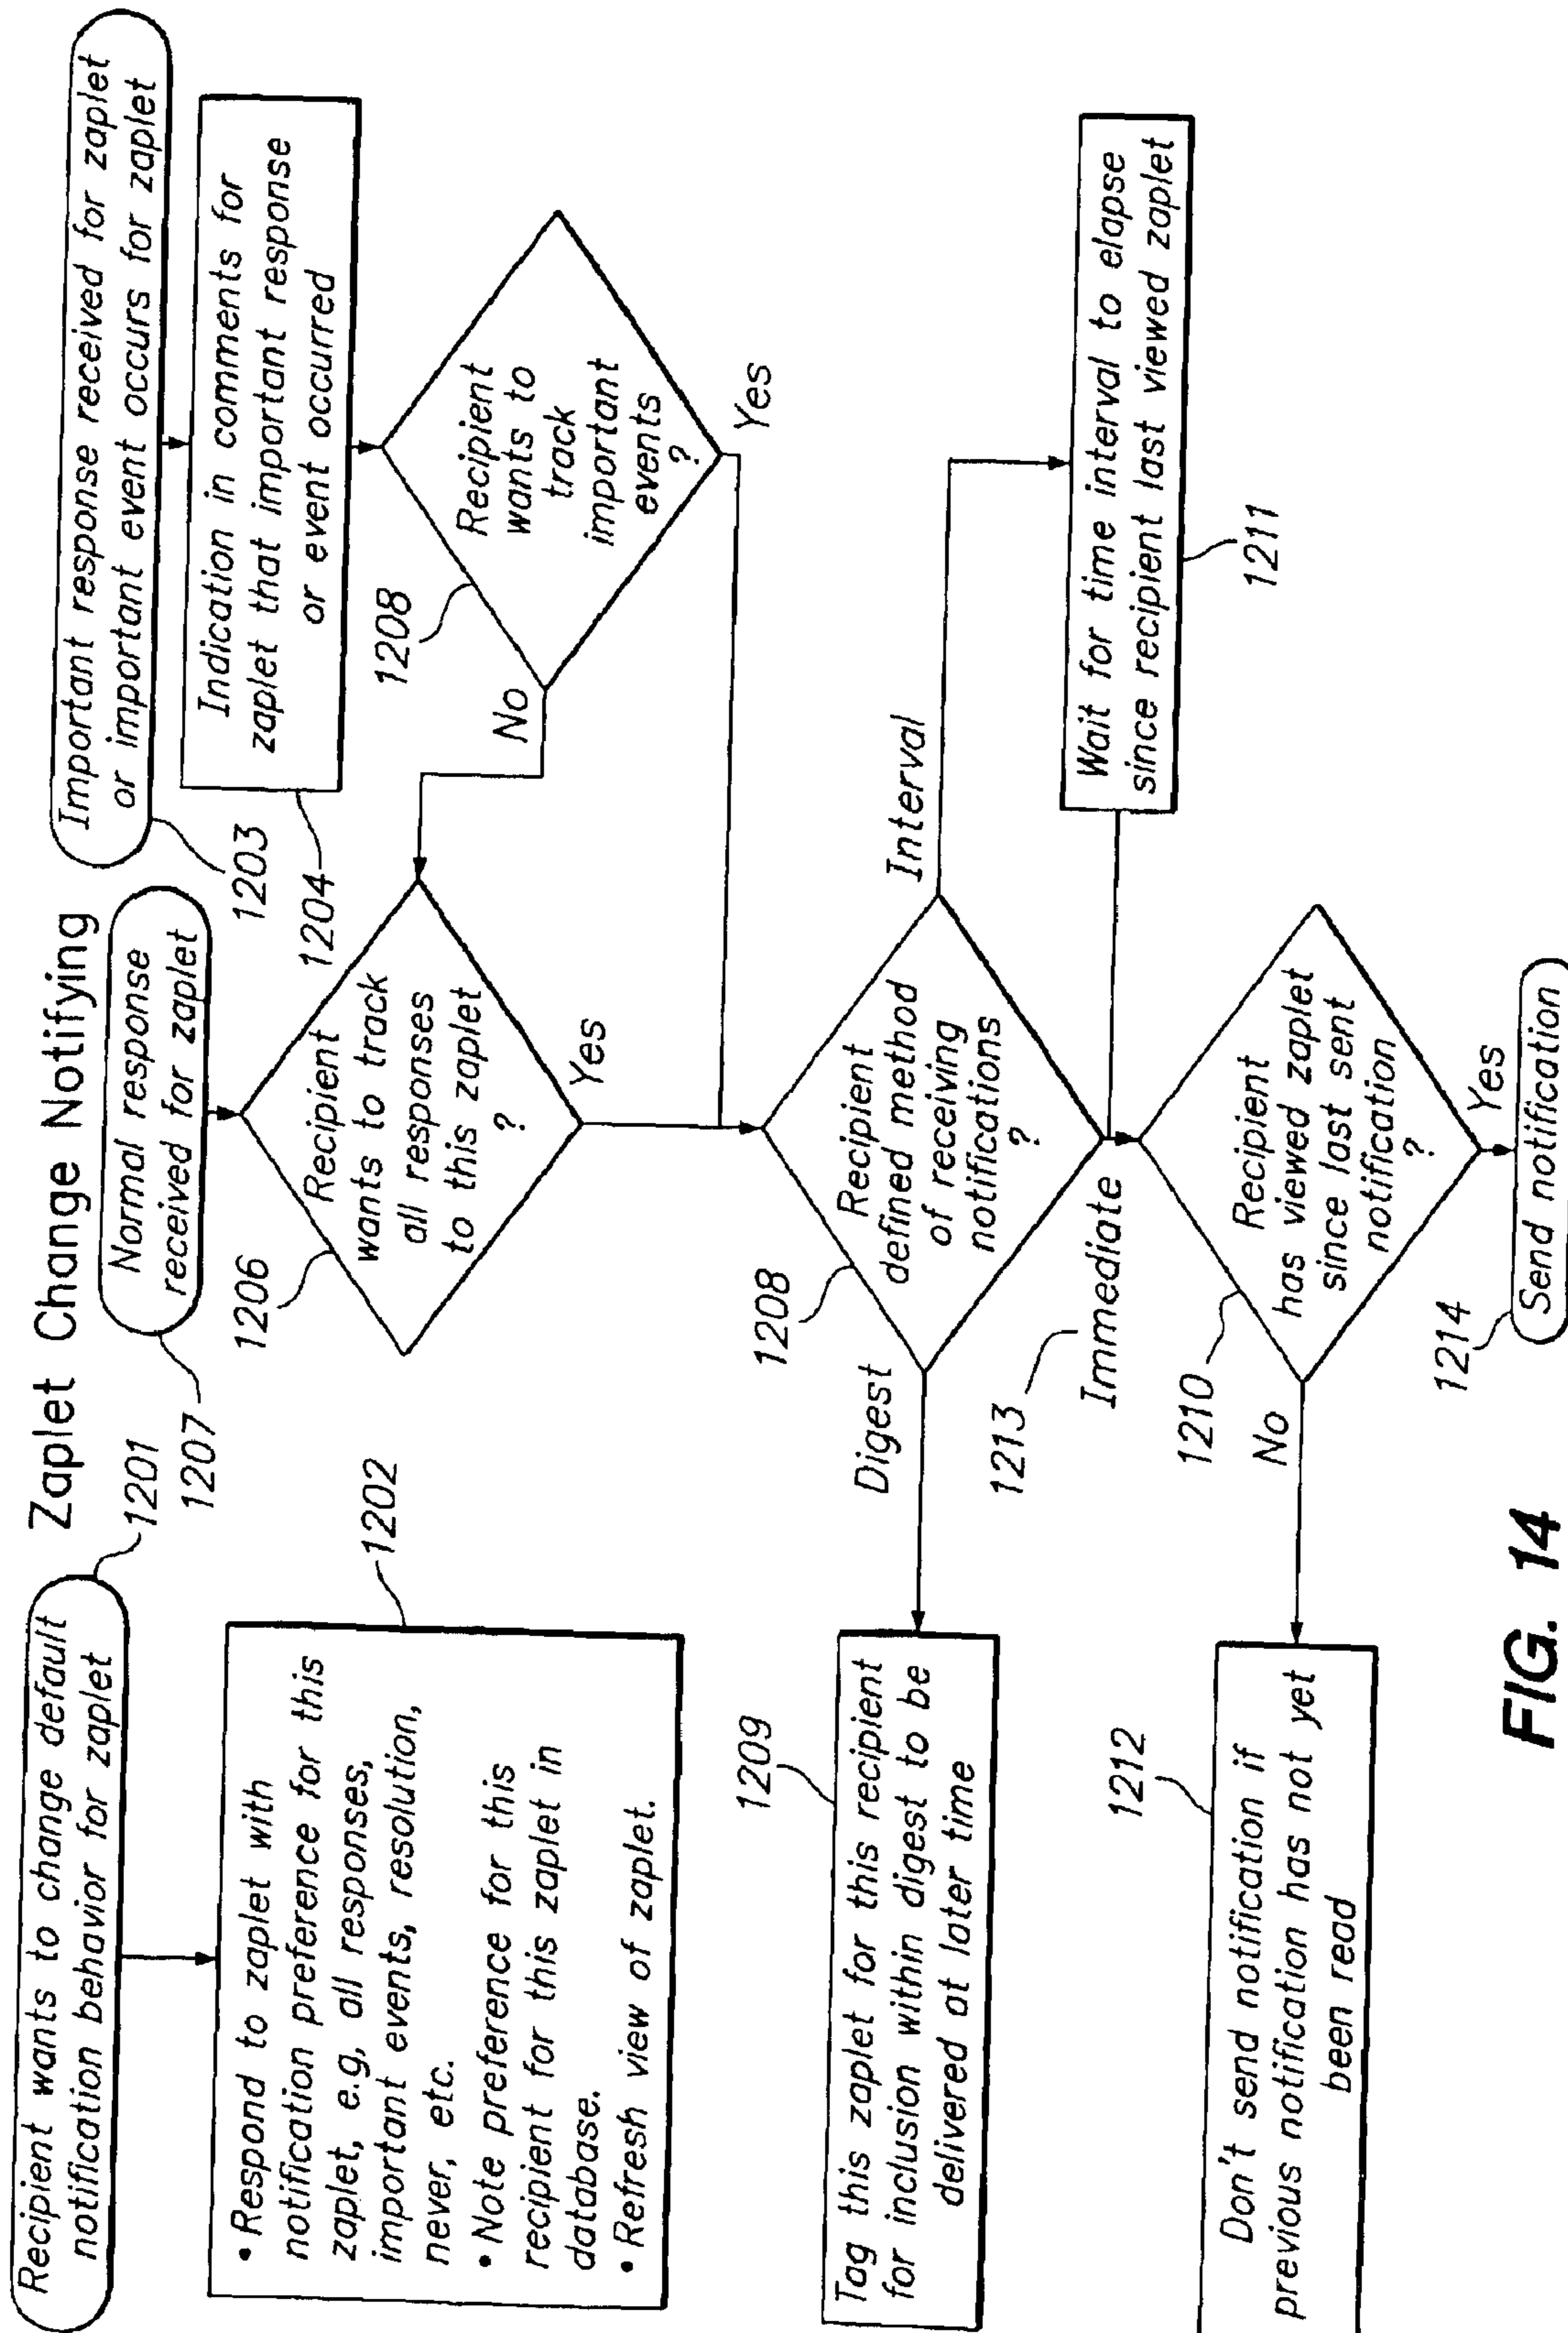 Zaplet Change Notifying
Recipient wants to change default
notification behavior for zaplet
1201
• Respond to zaplet with
notification preference for this
zaplet, e.g, all responses,
important events, resolution,
never, etc.
• Note preference for this
recipient for this zaplet in
database.
• Refresh view of zaplet.
1202
Normal response
received for zaplet
1207
Important response received for zaplet
or important event occurs for zaplet
1203
Indication in comments for
zaplet that important response
or event occurred
1204
Recipient
wants to track
all responses
to this zaplet
?
1206
Yes
Recipient
wants to
track
important
events
?
1208
No
Yes
Recipient
defined method
of receiving
notifications
?
1208
Digest
Interval
Immediate
1213
Tag this zaplet for this recipient
for inclusion within digest to be
delivered at later time
1209
Wait for time interval to elapse
since recipient last viewed zaplet
1211
Recipient
has viewed zaplet
since last sent
notification
?
1210
No
Yes
Don't send notification if
previous notification has not yet
been read
1212
Send notification
1214
FIG. 14